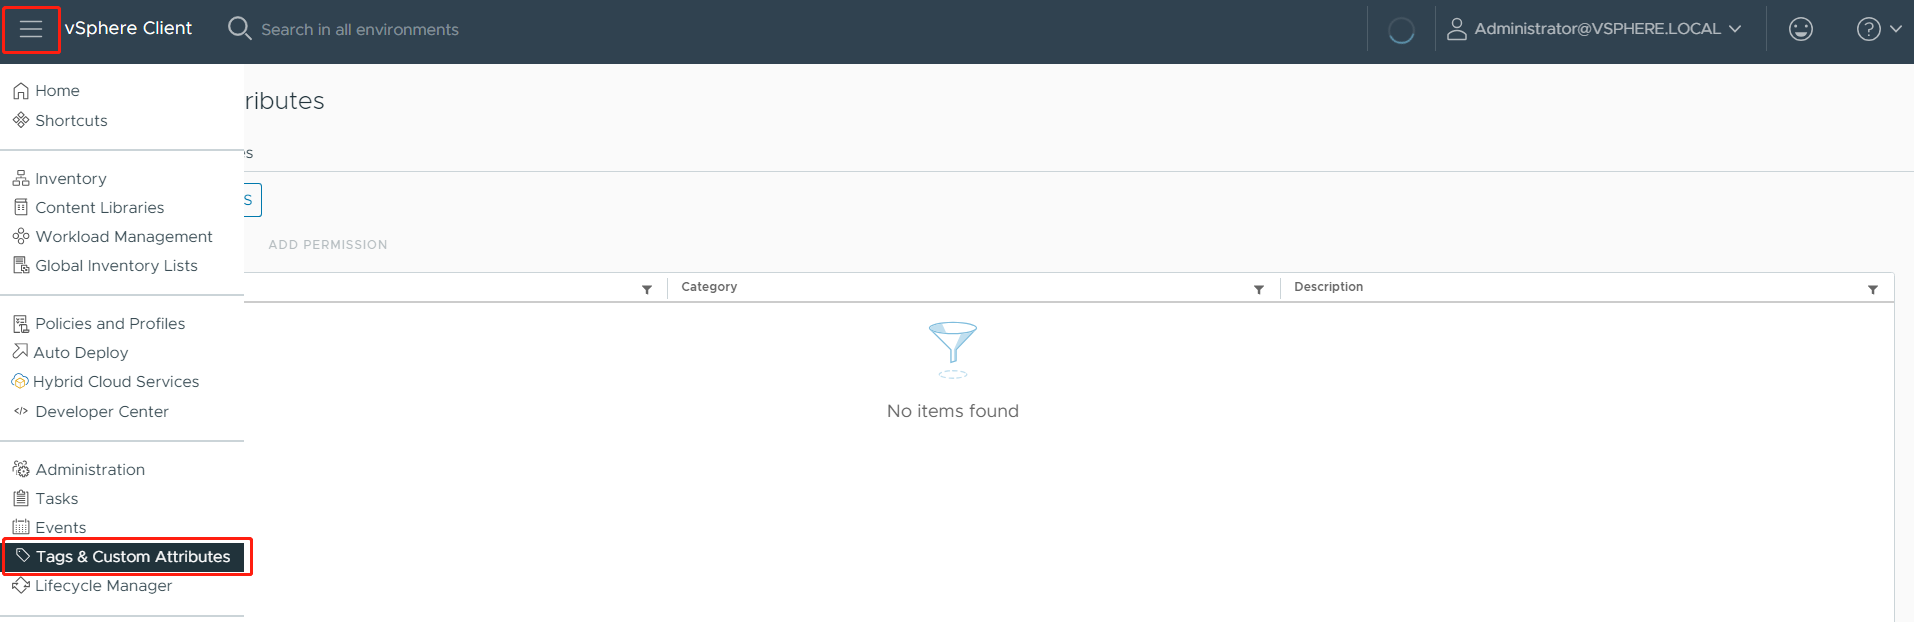 vSphere Client
Search in all environments
Administrator@VSPHERE.LOCAL
Home
Shortcuts
Inventory
Content Libraries
Workload Management
Global Inventory Lists
Policies and Profiles
Auto Deploy
Hybrid Cloud Services
Developer Center
Administration
Tasks
Events
Tags & Custom Attributes
Lifecycle Manager
ributes
es
S
ADD PERMISSION
Category
Description
No items found